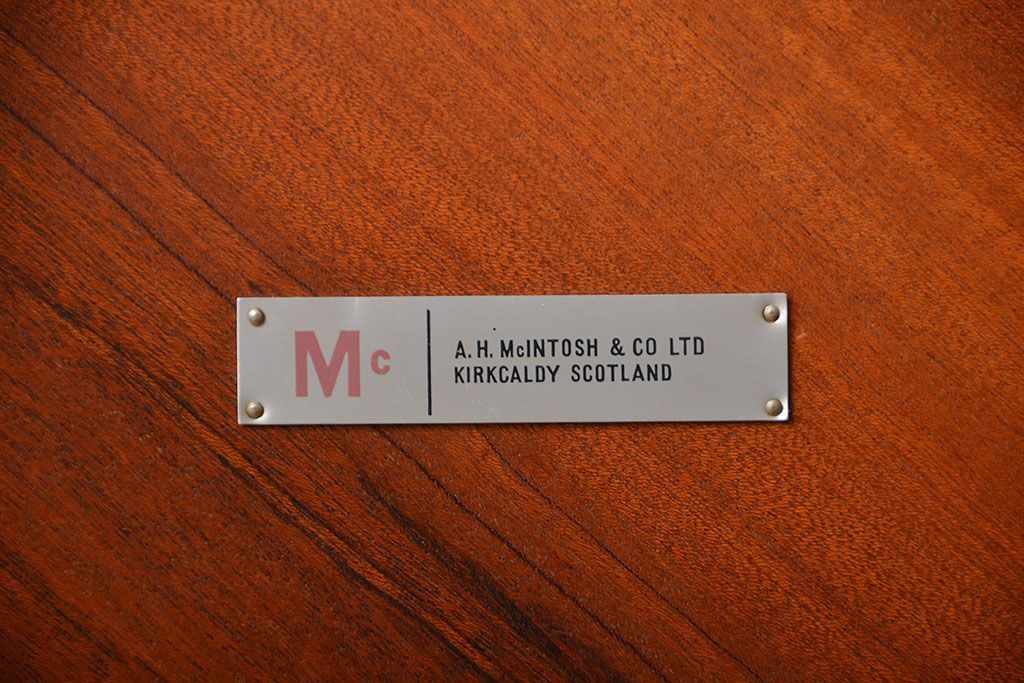 Mc
A. H. McINTOSH & CO LTD
KIRKCALDY SCOTLAND